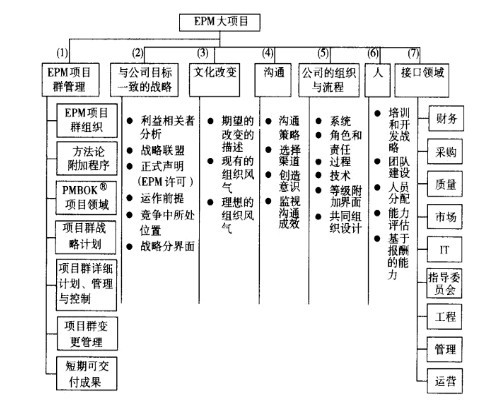 EPM大项目
(1)
(2)
(3)
(4)
(5)
(6)
(7)
EPM项目
群管理
与公司目标
一致的战略
文化改变
沟通
公司的组织
与流程
人
接口领域
EPM项目
群组织
方法论
附加程序
PMBOK®
项目领域
项目群战
略计划
项目群详细
计划、管理
与控制
项目群变
更管理
短期可交
付成果
● 利益相关者
分析
● 战略联盟
● 正式声明
(EPM许可)
● 运作前提
● 竞争中所处
位置
● 战略分界面
● 期望的
改变的
描述
● 现有的
组织风
气
● 理想的
组织风
气
● 沟通
策略
● 选择
渠道
● 创造
意识
● 监视
沟通
成效
● 系统
● 角色和
责任
● 过程
● 技术
● 等级附
加界面
● 共同组
织设计
● 培训
和开
发战
略
● 团队
建设
● 人员
分配
● 能力
评估
● 基于
报酬
的能
力
财务
采购
质量
市场
IT
指导委
员会
工程
管理
运营